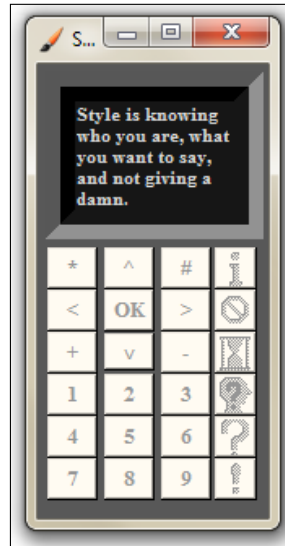 S...
Style is knowing
who you are, what
you want to say,
and not giving a
damn.
* ^ #
< OK >
+ v -
1 2 3
4 5 6
7 8 9